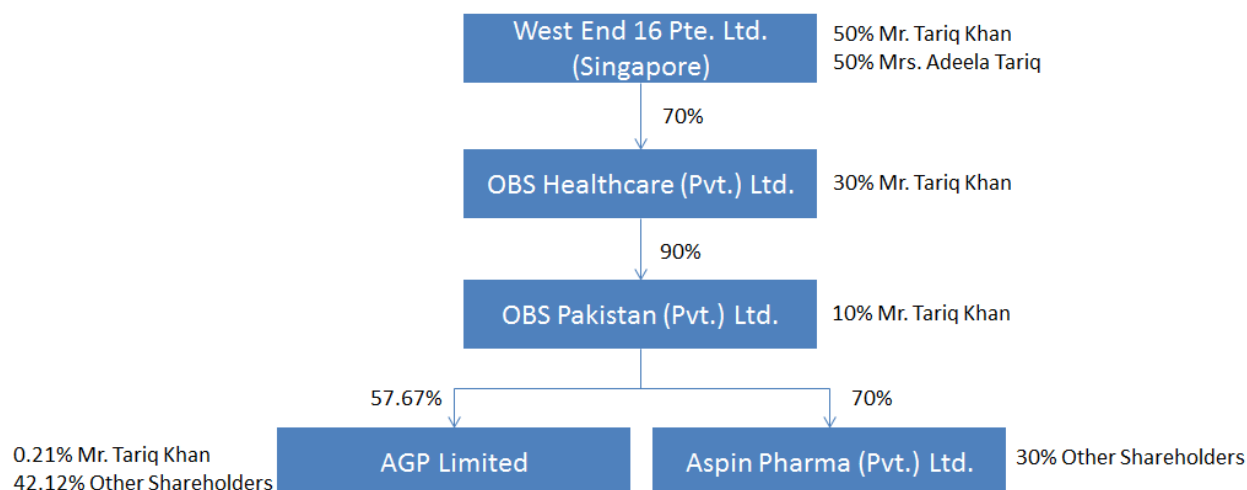 West End 16 Pte. Ltd.
(Singapore)
50% Mr. Tariq Khan
50% Mrs. Adeela Tariq
70%
OBS Healthcare (Pvt.) Ltd.
30% Mr. Tariq Khan
90%
OBS Pakistan (Pvt.) Ltd.
10% Mr. Tariq Khan
57.67%
70%
0.21% Mr. Tariq Khan
42.12% Other Shareholders
AGP Limited
Aspin Pharma (Pvt.) Ltd.
30% Other Shareholders